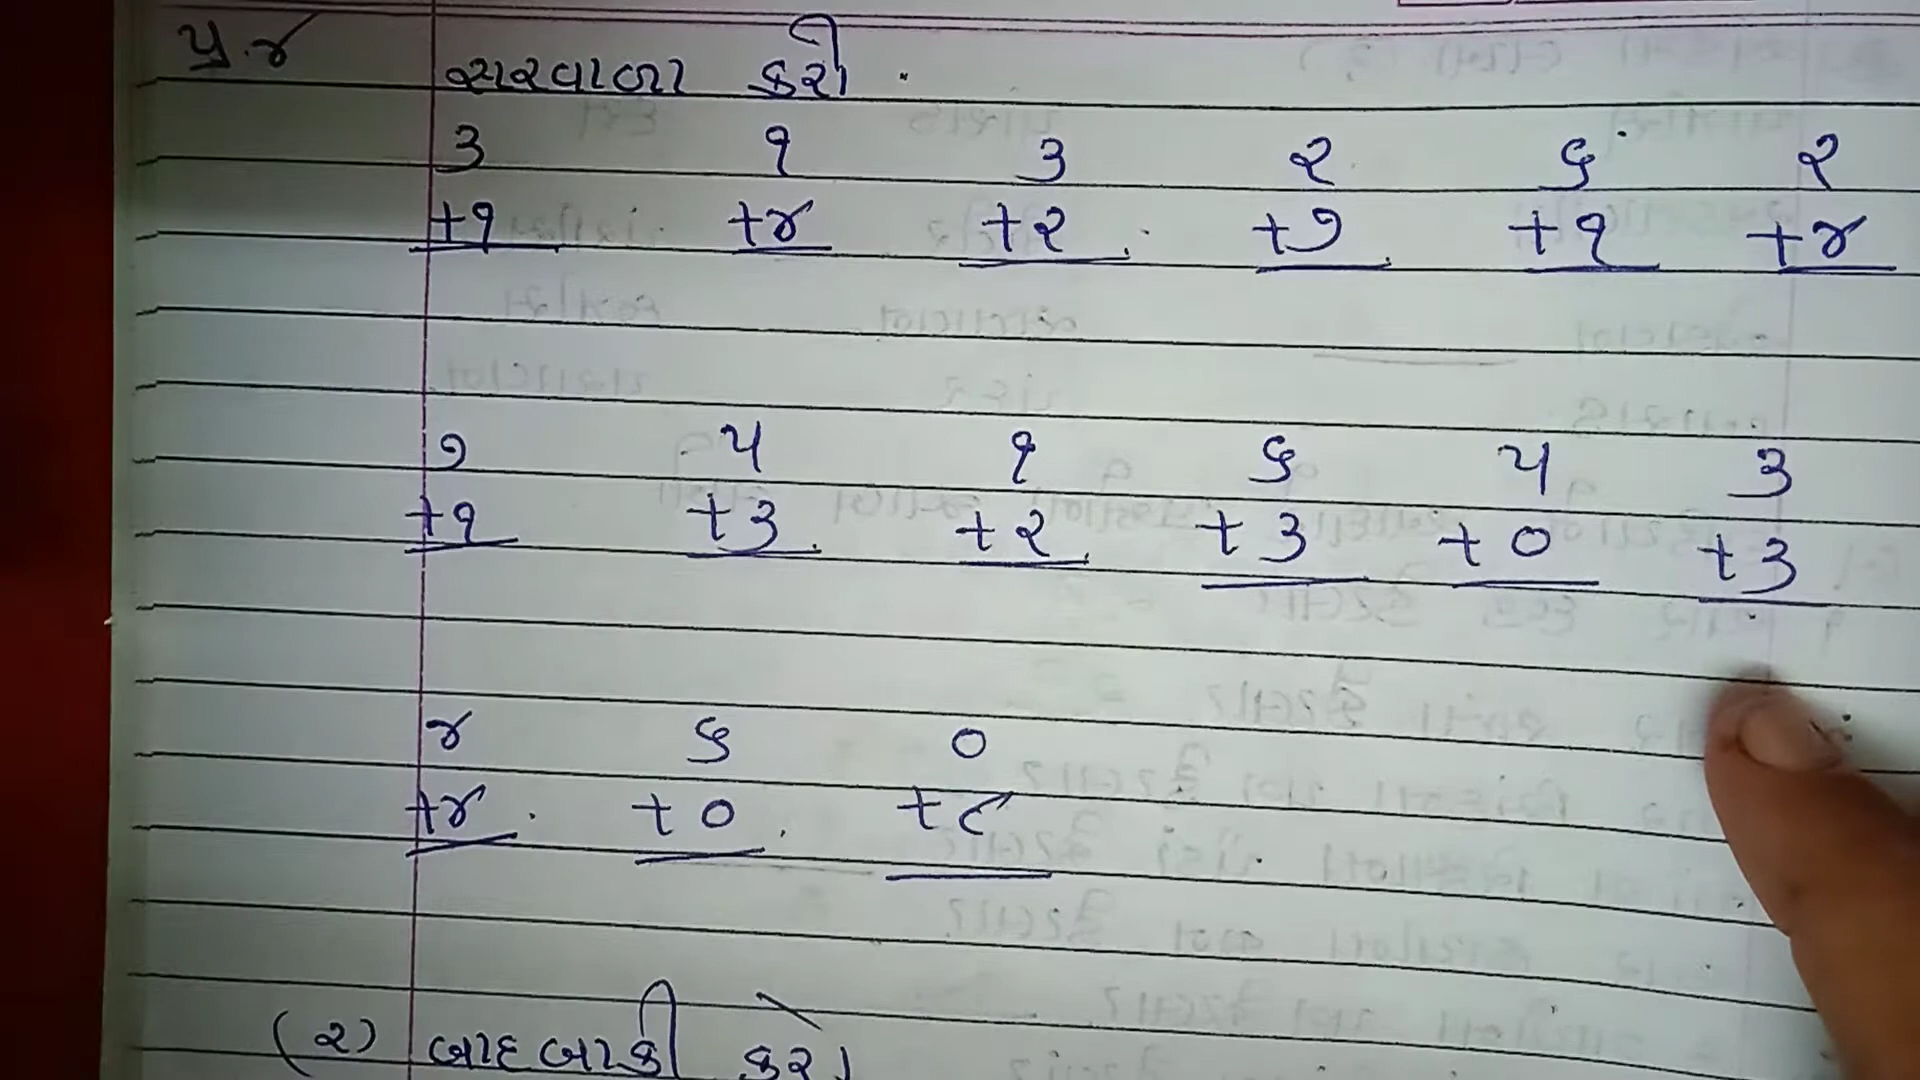 પ્ર.૪ સરવાળા કરો.
૩ ૧ ૩ ૨ ૬ ૨
+૧ +૪ +૨ +૭ +૧ +૪
૭ ૫ ૧ ૬ ૫ ૩
+૧ +૩ +૨ +૩ +૦ +૩
૪ ૬ ૦
+૪ +૦ +૮
(૨) બાદબાકી કરો